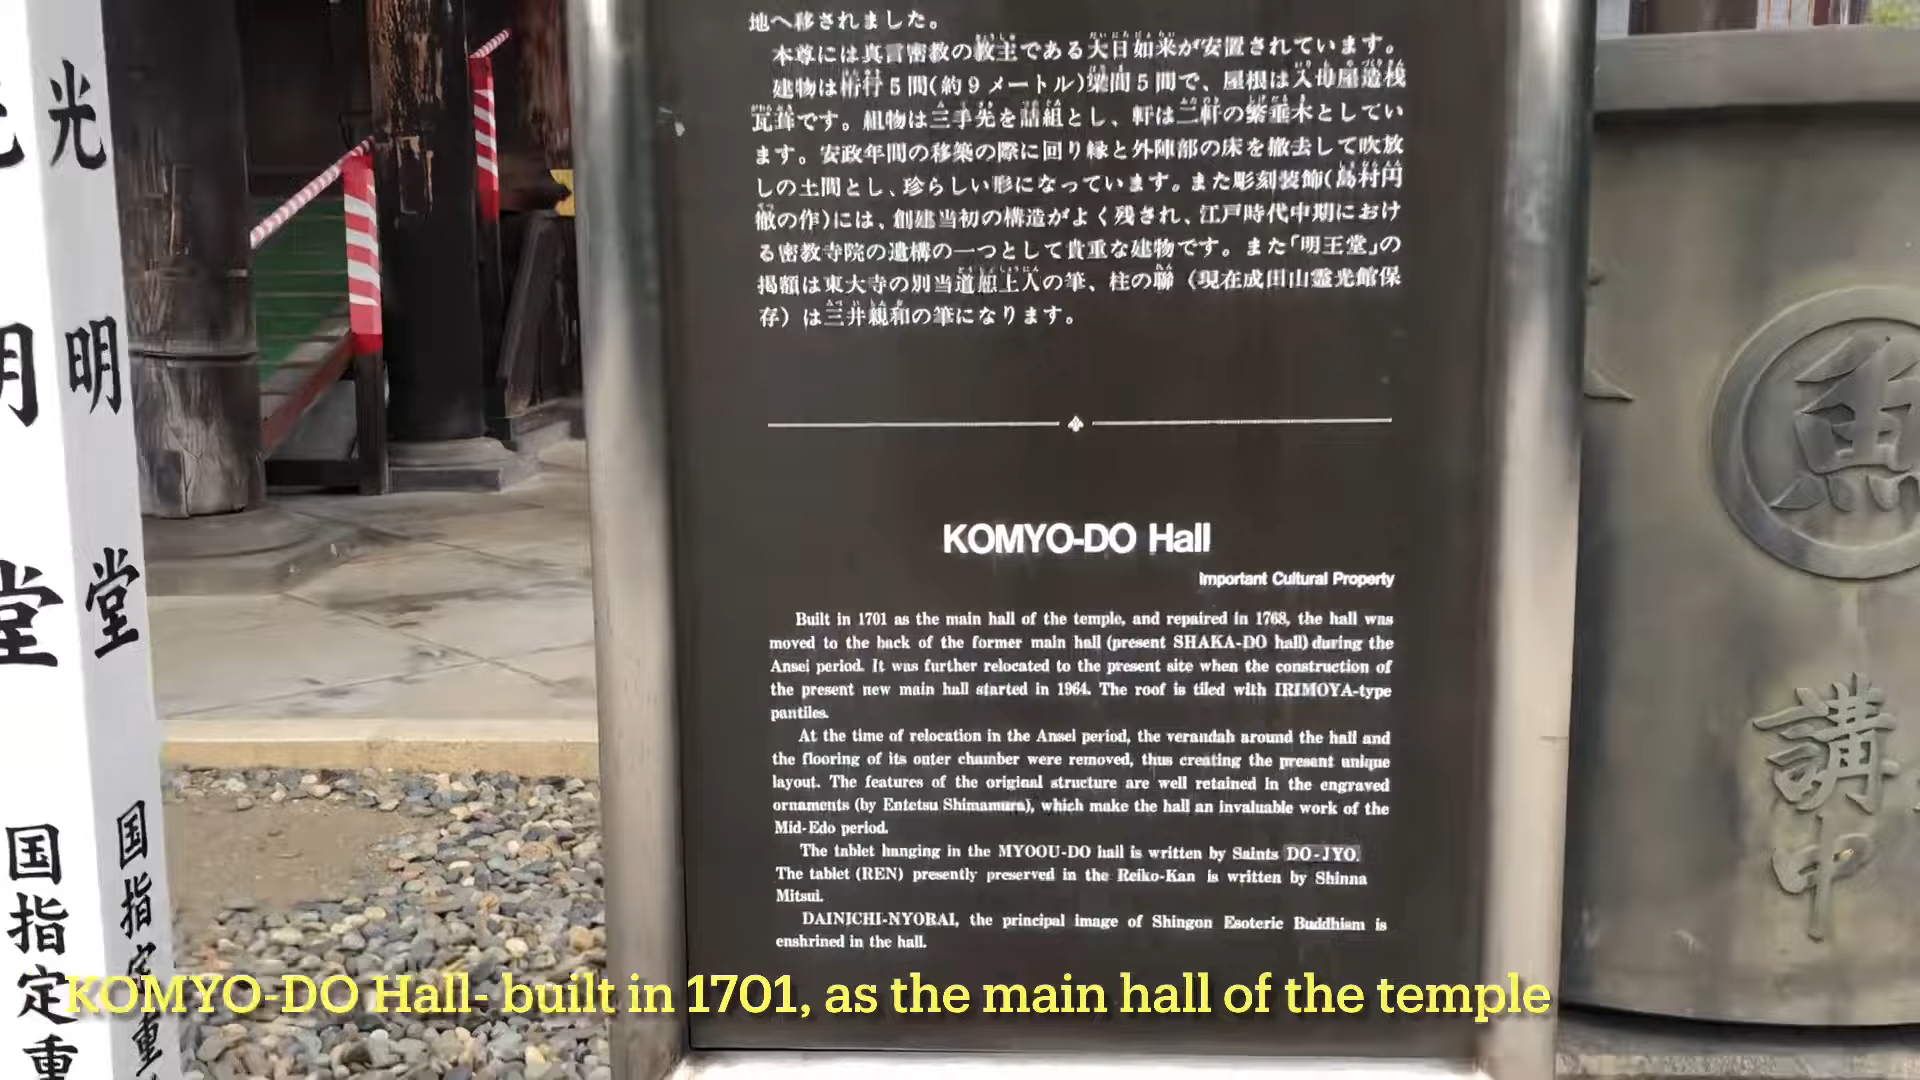 地へ移されました。
本尊には真言密教の教主である大日如来が安置されています。
建物は桁行5間(約9メートル)梁間5間で、屋根は入母屋造桟
瓦葺です。組物は三手先を詰組とし、軒は二軒の繁垂木としてい
ます。安政年間の移築の際に回り縁と外陣部の床を撤去して吹放
しの土間とし、珍らしい形になっています。また彫刻装飾(島村円
徹の作)には、創建当初の構造がよく残され、江戸時代中期におけ
る密教寺院の遺構の一つとして貴重な建物です。また「明王堂」の
掲額は東大寺の別当道恕上人の筆、柱の聯(現在成田山霊光館保
存)は三井親和の筆になります。
KOMYO-DO Hall
Important Cultural Property
Built in 1701 as the main hall of the temple, and repaired in 1768, the hall was
moved to the back of the former main hall (present SHAKA-DO hall) during the
Ansei period. It was further relocated to the present site when the construction of
the present new main hall started in 1964. The roof is tiled with IRIMOYA-type
pantiles.
At the time of relocation in the Ansei period, the verandah around the hall and
the flooring of its outer chamber were removed, thus creating the present unique
layout. The features of the original structure are well retained in the engraved
ornaments (by Entetsu Shimamura), which make the hall an invaluable work of the
Mid-Edo period.
The tablet hanging in the MYOOU-DO hall is written by Saints DO-JYO.
The tablet (REN) presently preserved in the Reiko-Kan is written by Shinna
Mitsui.
DAINICHI-NYORAI, the principal image of Shingon Esoteric Buddhism is
enshrined in the hall.
光明堂 国指定重
光明堂 国指定重
魚
講中
KOMYO-DO Hall- built in 1701, as the main hall of the temple